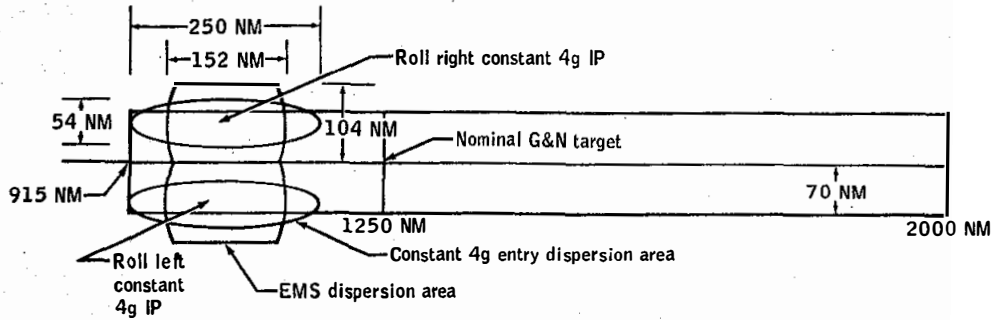 250 NM
152 NM
Roll right constant 4g IP
54 NM
104 NM
Nominal G&N target
915 NM
70 NM
1250 NM
2000 NM
Constant 4g entry dispersion area
Roll left
constant
4g IP
EMS dispersion area